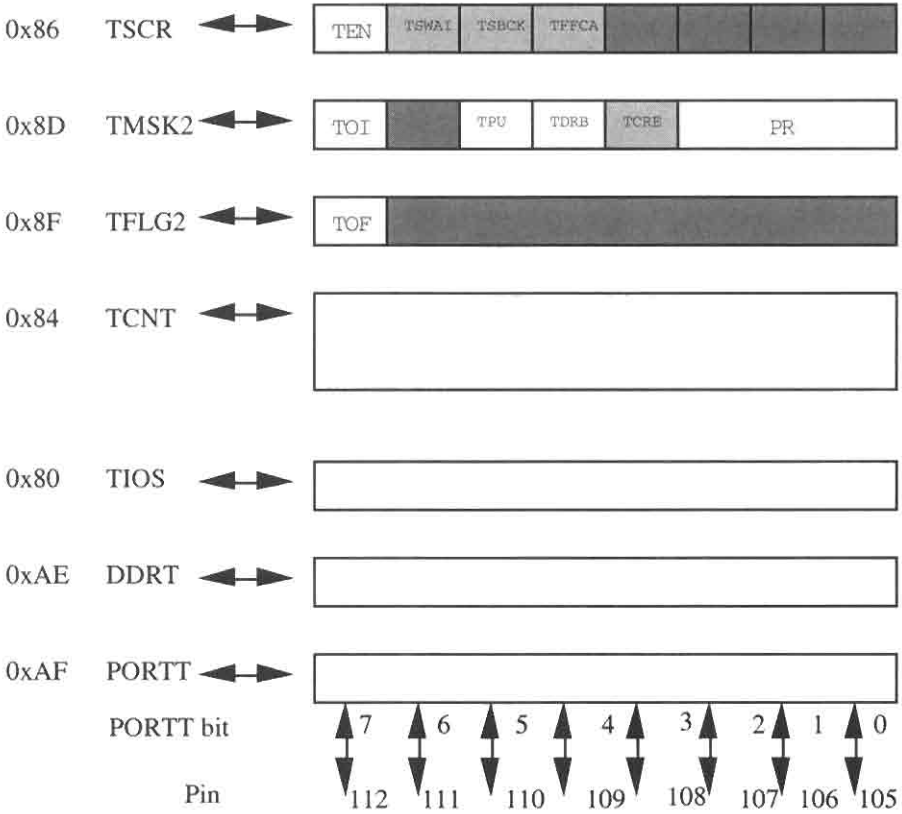 0x86 TSCR TEN TSWAI TSBCK TFFCA
0x8D TMSK2 TOI TPU TDRB TCRE PR
0x8F TFLG2 TOF
0x84 TCNT
0x80 TIOS
0xAE DDRT
0xAF PORTT
PORTT bit 7 6 5 4 3 2 1 0
Pin 112 111 110 109 108 107 106 105